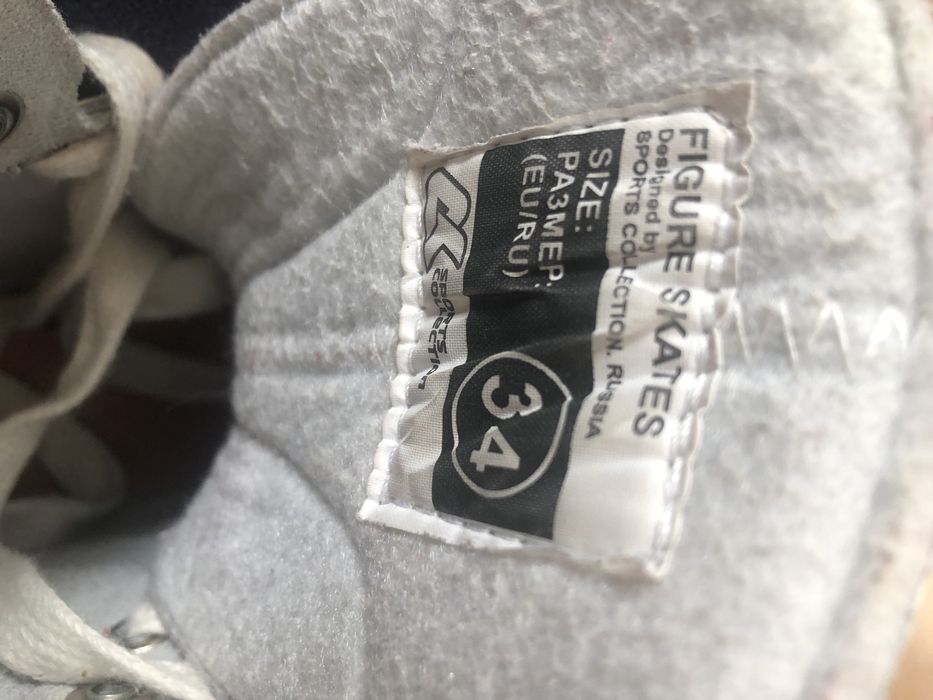 FIGURE SKATES
Designed by
SPORTS COLLECTION, RUSSIA
SIZE:
РАЗМЕР:
(EU/RU)
34
SPORTS
COLLECTION